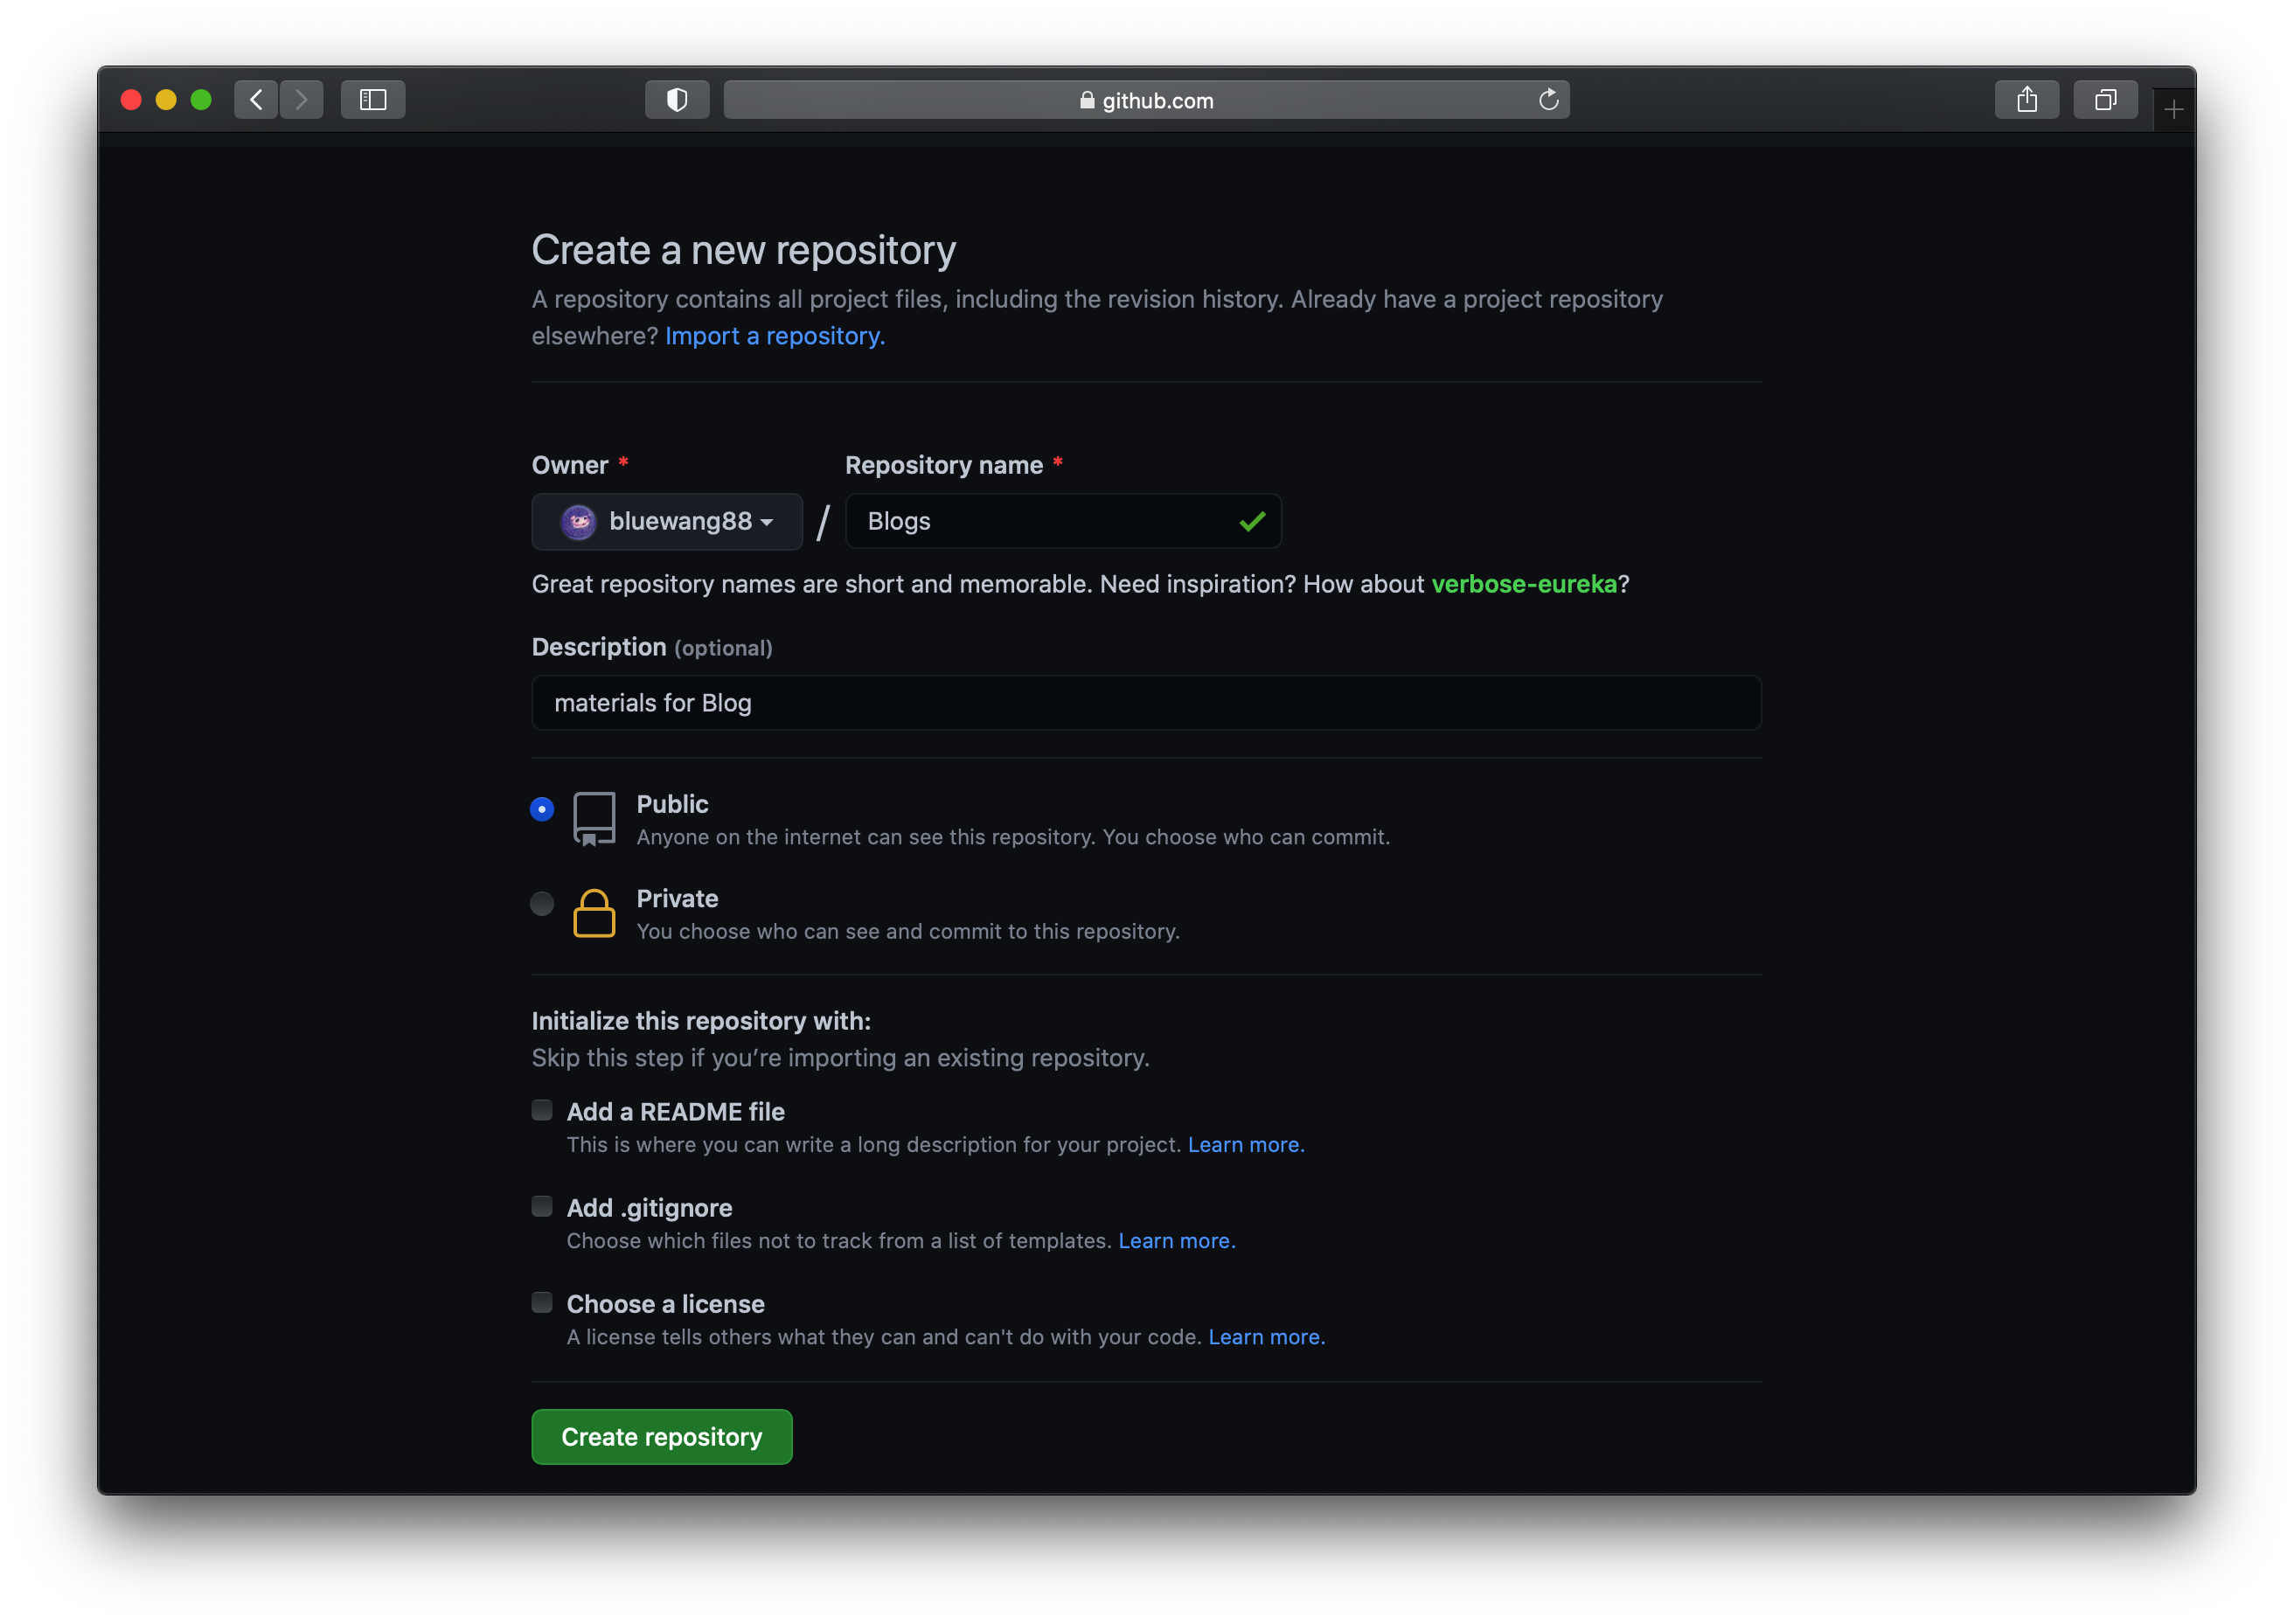 github.com
Create a new repository
A repository contains all project files, including the revision history. Already have a project repository
elsewhere? Import a repository.
Owner * Repository name *
bluewang88 / Blogs
Great repository names are short and memorable. Need inspiration? How about verbose-eureka?
Description (optional)
materials for Blog
Public
Anyone on the internet can see this repository. You choose who can commit.
Private
You choose who can see and commit to this repository.
Initialize this repository with:
Skip this step if you’re importing an existing repository.
Add a README file
This is where you can write a long description for your project. Learn more.
Add .gitignore
Choose which files not to track from a list of templates. Learn more.
Choose a license
A license tells others what they can and can't do with your code. Learn more.
Create repository